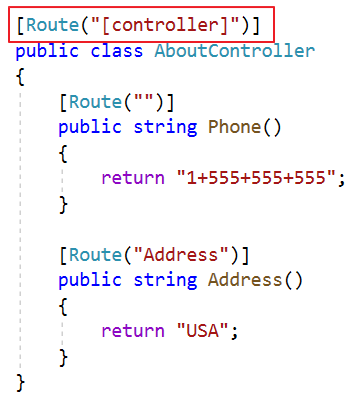 [Route("[controller]")]
public class AboutController
{
    [Route("")]
    public string Phone()
    {
        return "1+555+555+555";
    }

    [Route("Address")]
    public string Address()
    {
        return "USA";
    }
}